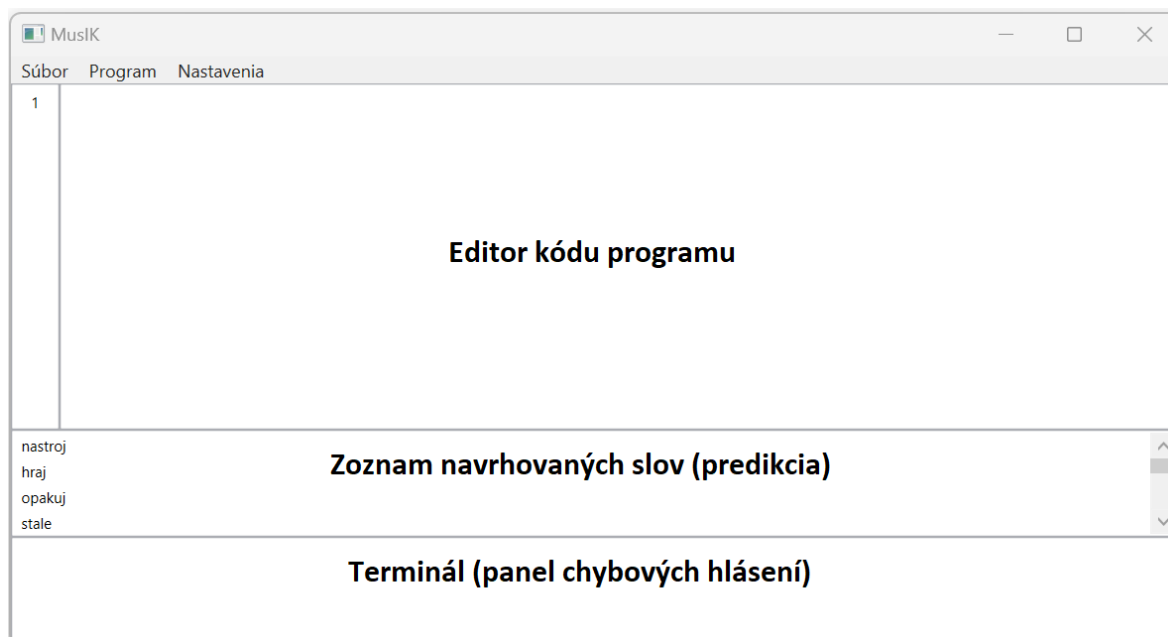 MusIK
Súbor Program Nastavenia
1
Editor kódu programu
nastroj
Zoznam navrhovaných slov (predikcia)
hraj
opakuj
stale
Terminál (panel chybových hlásení)